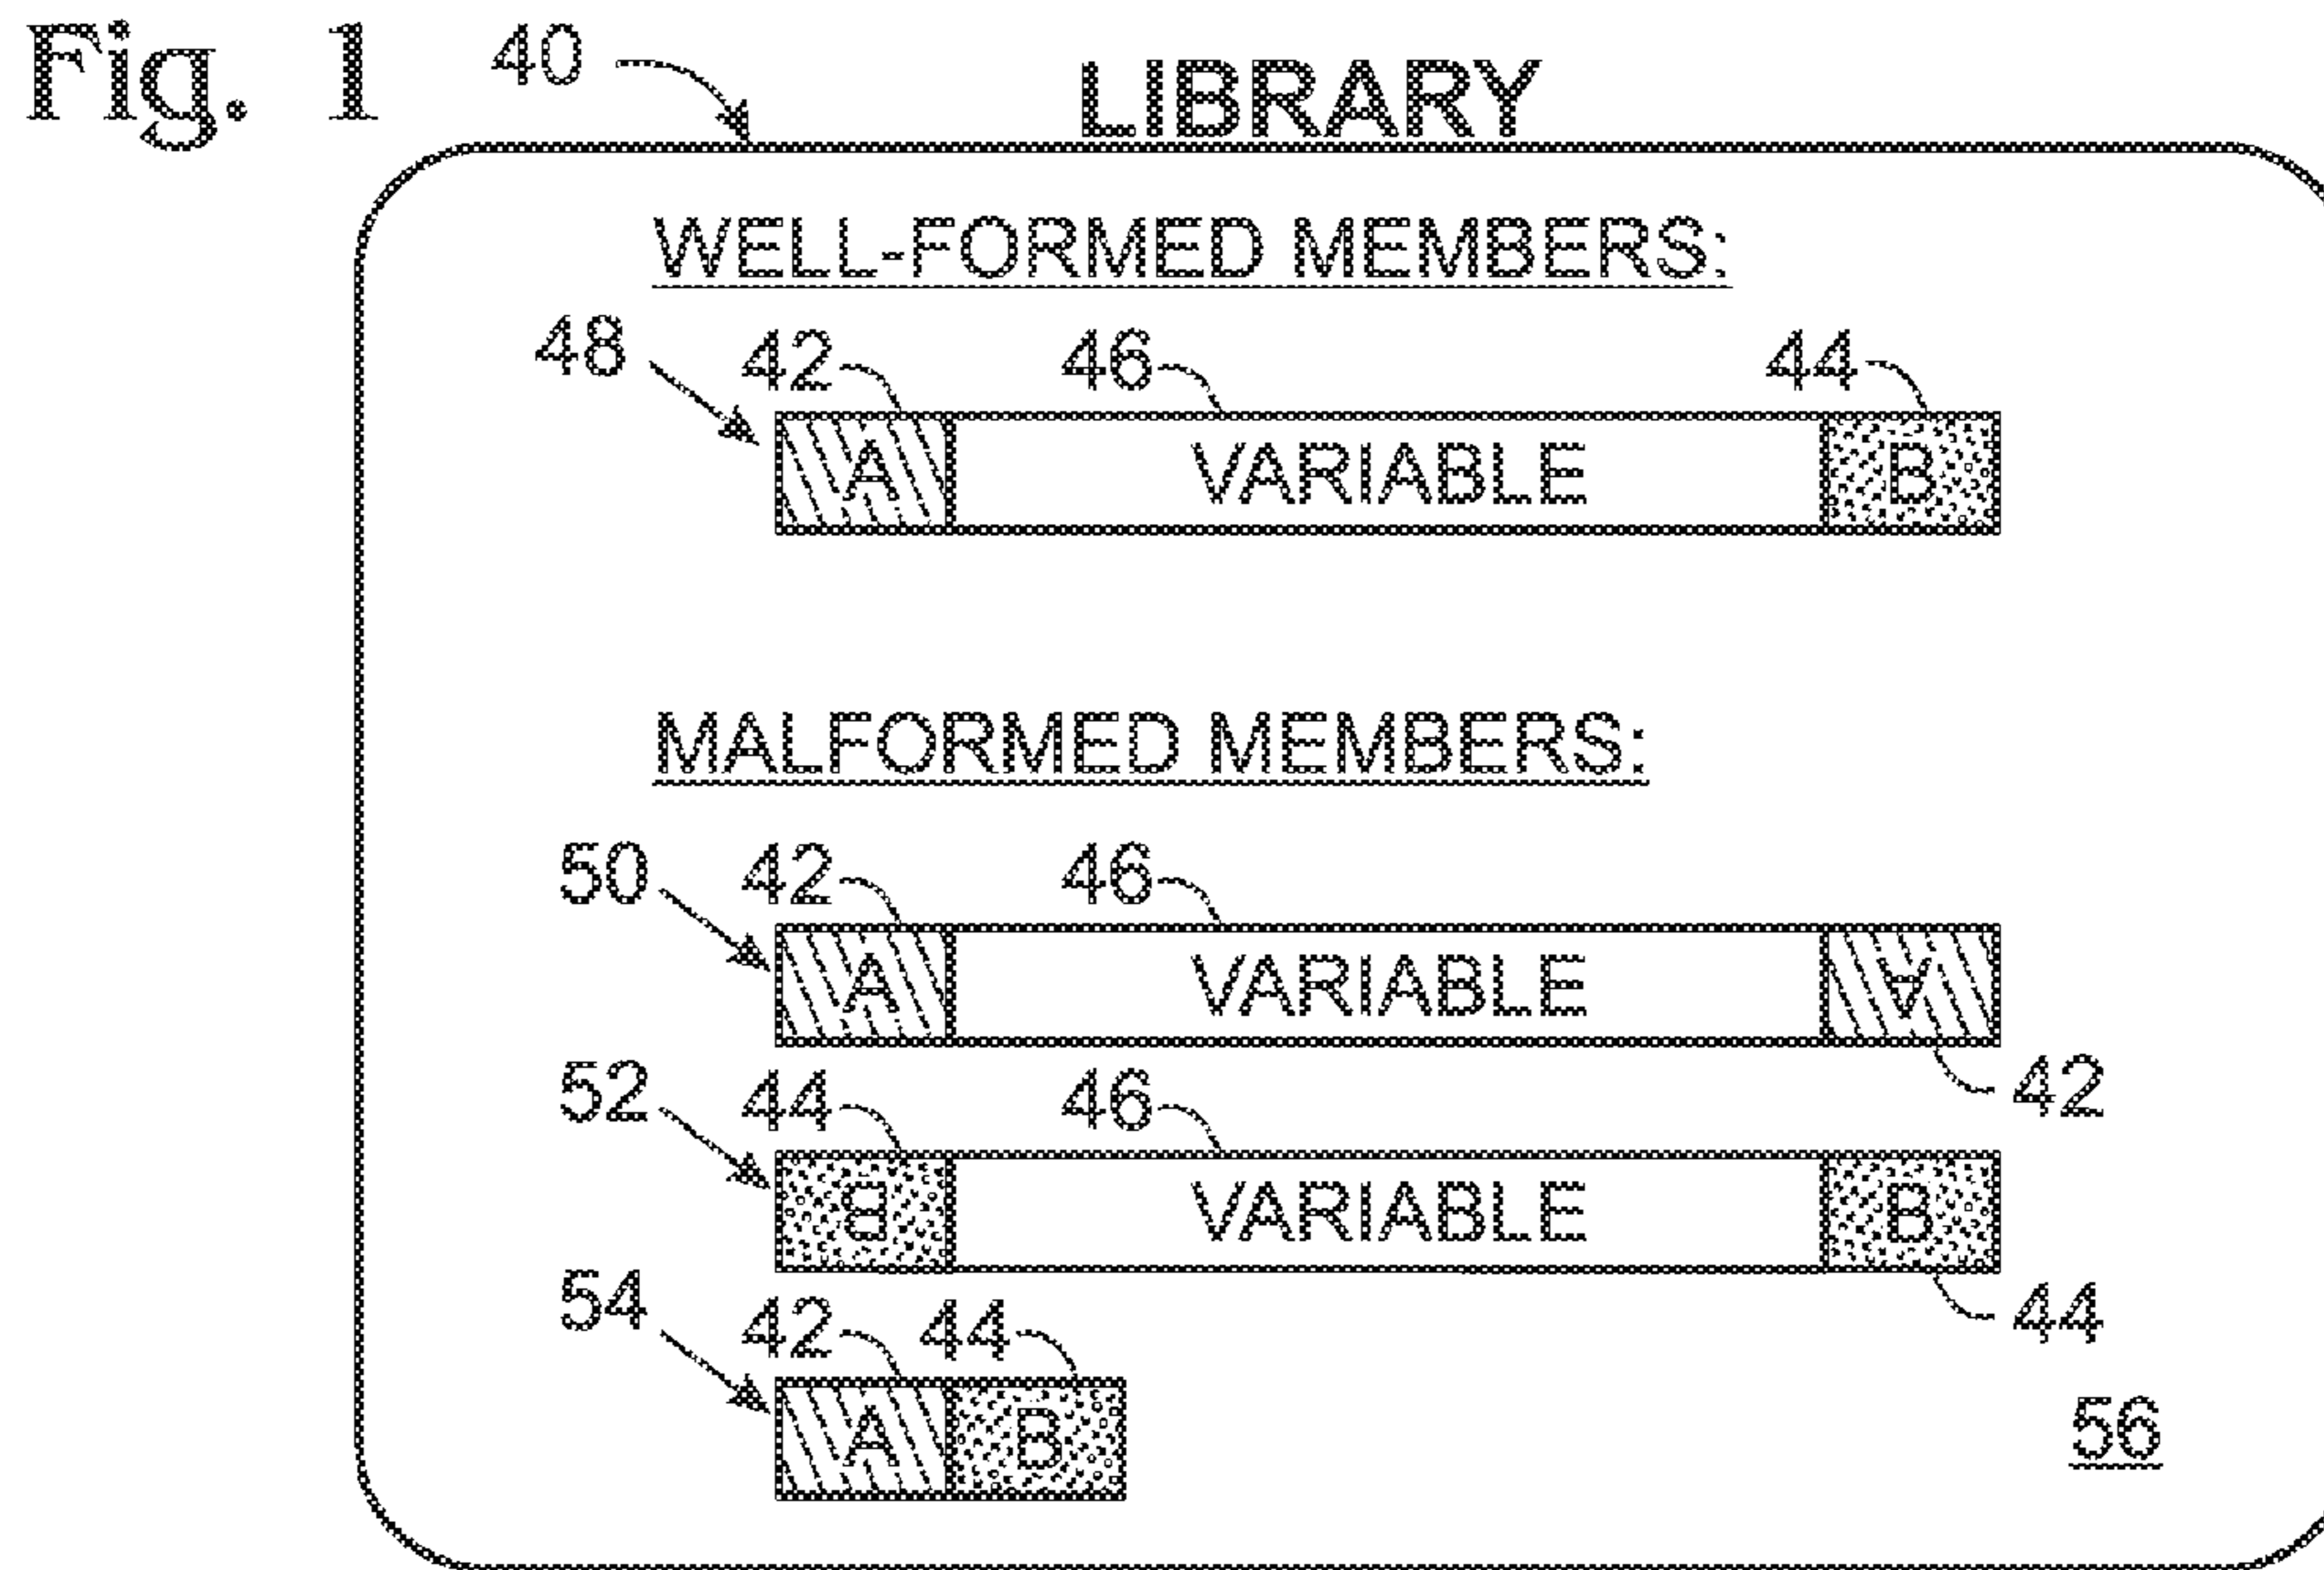 Fig. 1 40 LIBRARY
WELL-FORMED MEMBERS:
48 42 46 44
A VARIABLE B
MALFORMED MEMBERS:
50 42 46
A VARIABLE A
42
52 44 46
B VARIABLE B
44
54 42 44
A B
56